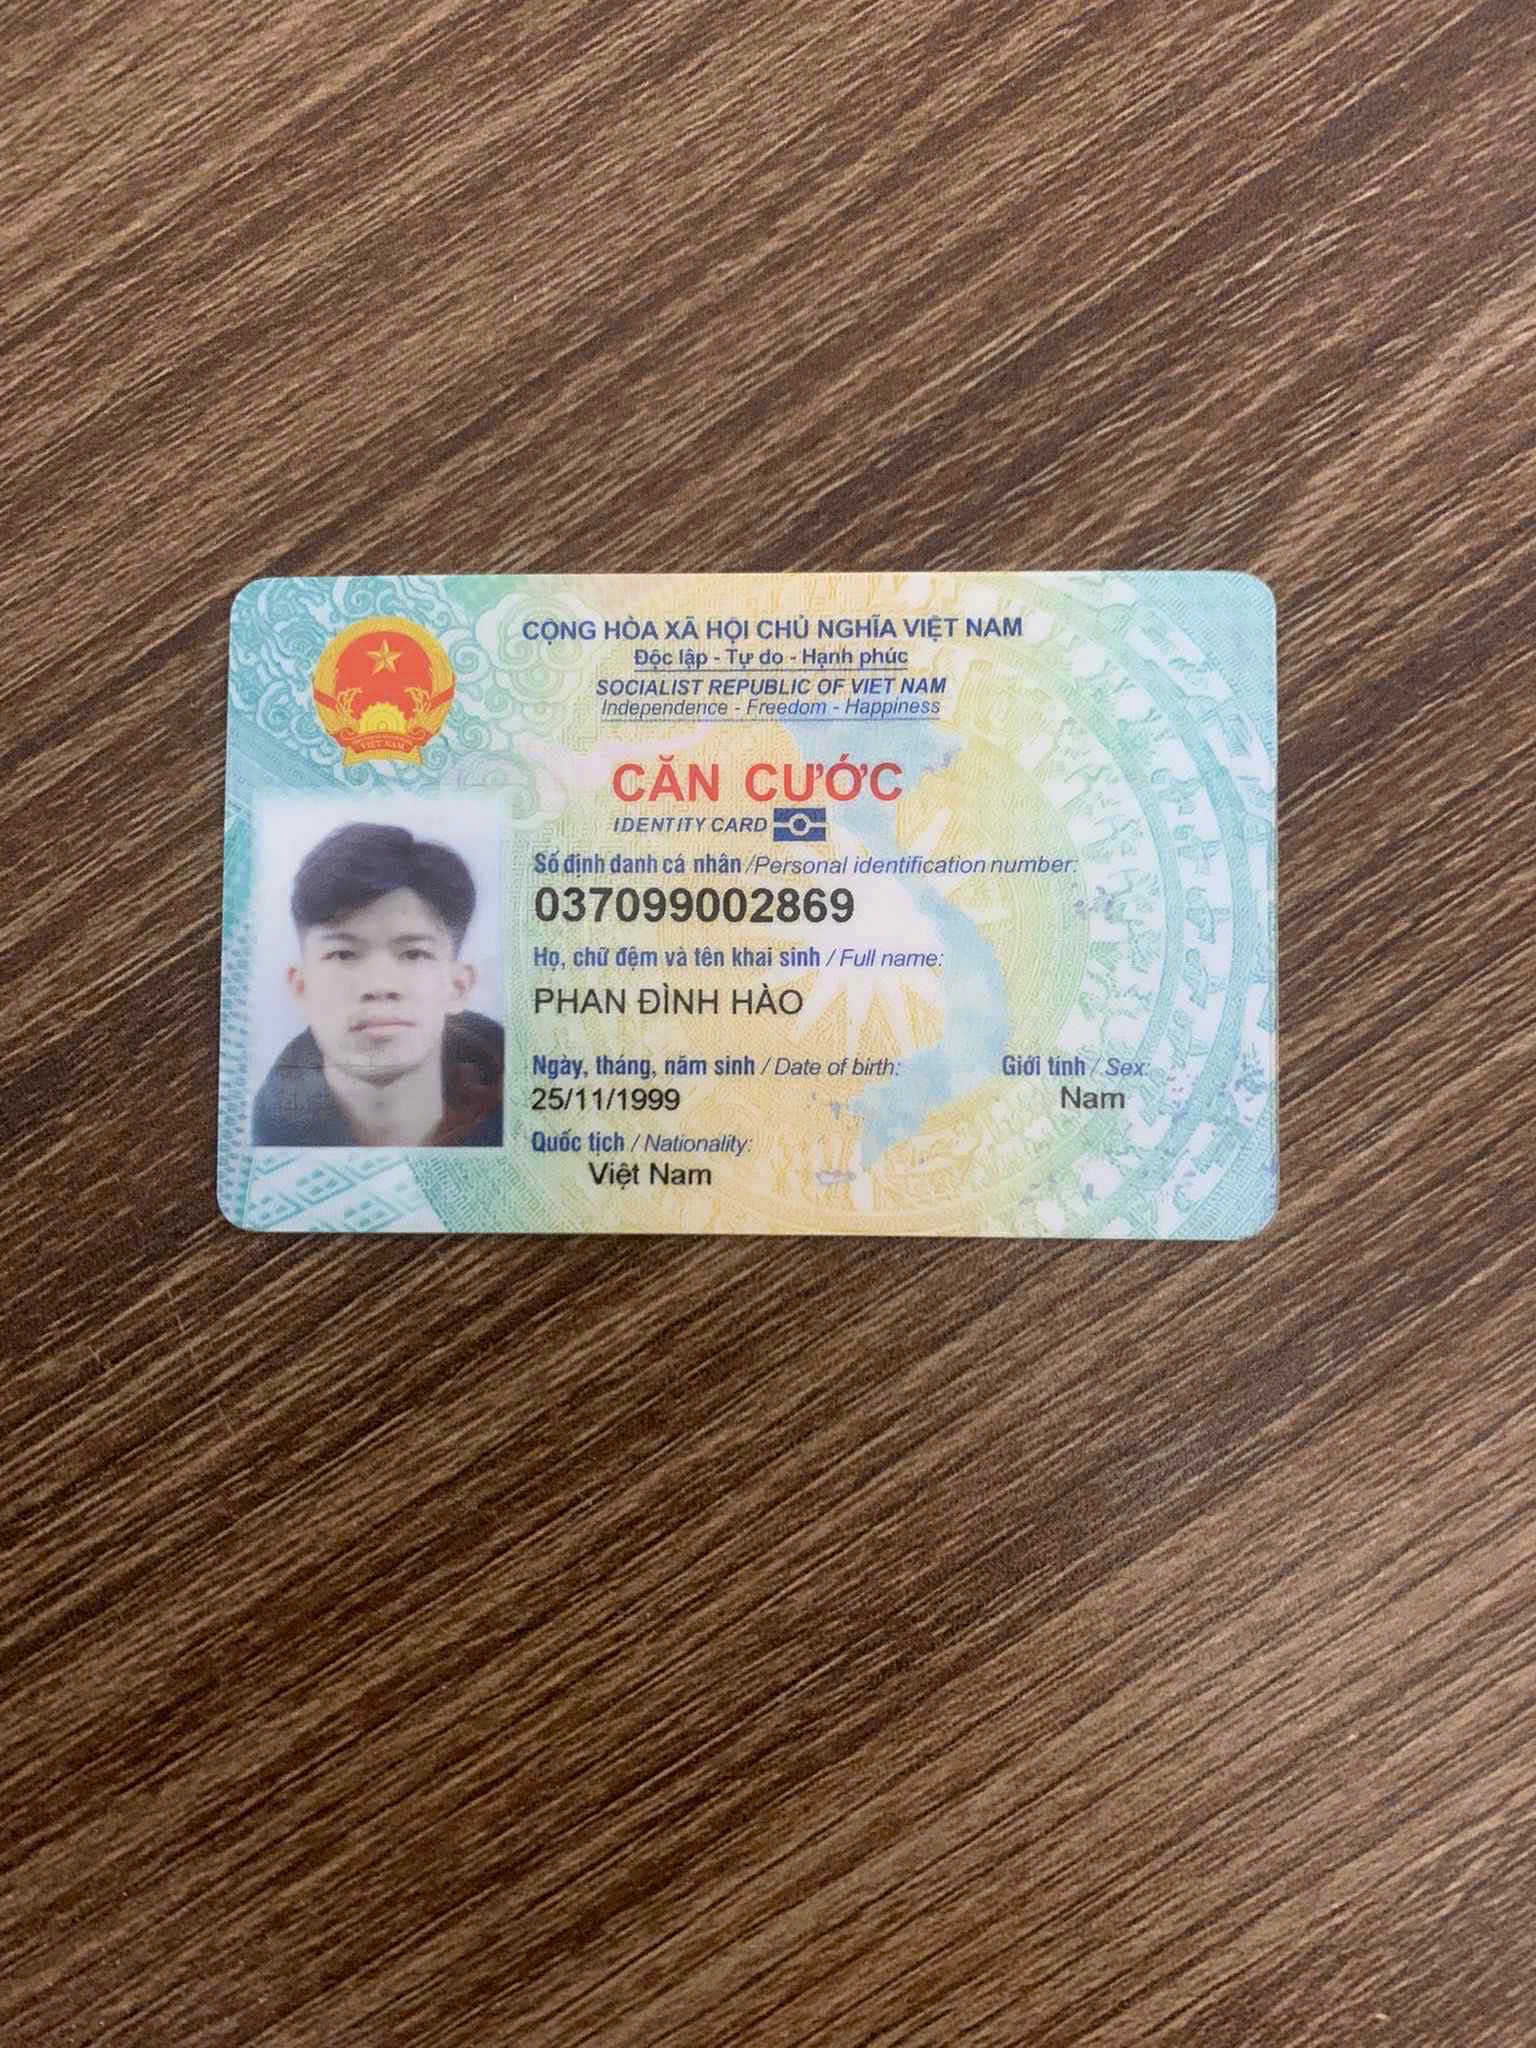 CỘNG HÒA XÃ HỘI CHỦ NGHĨA VIỆT NAM
Độc lập - Tự do - Hạnh phúc
SOCIALIST REPUBLIC OF VIET NAM
Independence - Freedom - Happiness
VIỆT NAM
CĂN CƯỚC
IDENTITY CARD
Số định danh cá nhân / Personal identification number:
037099002869
Họ, chữ đệm và tên khai sinh / Full name:
PHAN ĐÌNH HÀO
Ngày, tháng, năm sinh / Date of birth: Giới tính / Sex:
25/11/1999 Nam
Quốc tịch / Nationality:
Việt Nam